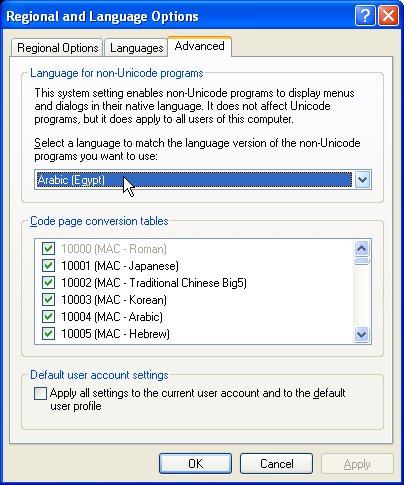 Regional and Language Options
Regional Options
Languages
Advanced
Language for non-Unicode programs
This system setting enables non-Unicode programs to display menus
and dialogs in their native language. It does not affect Unicode
programs, but it does apply to all users of this computer.
Select a language to match the language version of the non-Unicode
programs you want to use:
Arabic (Egypt)
Code page conversion tables
10000 (MAC - Roman)
10001 (MAC - Japanese)
10002 (MAC - Traditional Chinese Big5)
10003 (MAC - Korean)
10004 (MAC - Arabic)
10005 (MAC - Hebrew)
Default user account settings
Apply all settings to the current user account and to the default
user profile
OK
Cancel
Apply